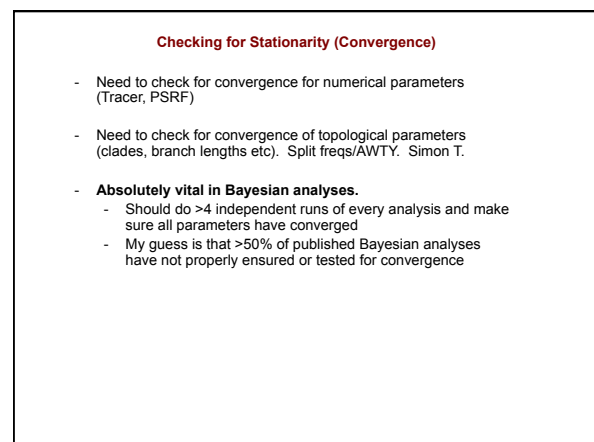 Checking for Stationarity (Convergence)
- Need to check for convergence for numerical parameters
(Tracer, PSRF)
- Need to check for convergence of topological parameters
(clades, branch lengths etc).  Split freqs/AWTY.  Simon T.
- Absolutely vital in Bayesian analyses.
- Should do >4 independent runs of every analysis and make
sure all parameters have converged
- My guess is that >50% of published Bayesian analyses
have not properly ensured or tested for convergence